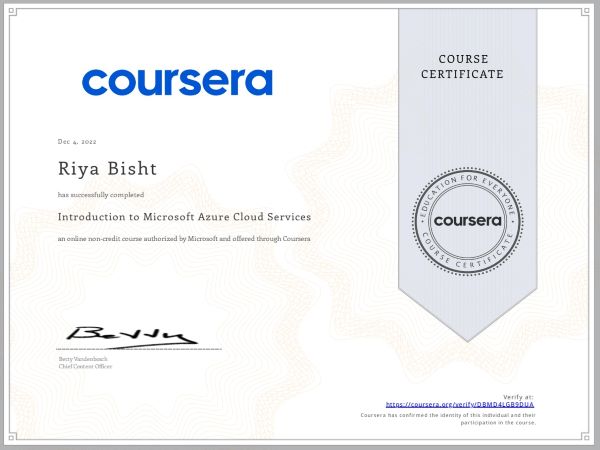 coursera
COURSE
CERTIFICATE
Dec 4, 2022
Riya Bisht
has successfully completed
Introduction to Microsoft Azure Cloud Services
an online non-credit course authorized by Microsoft and offered through Coursera
EDUCATION FOR EVERYONE
coursera
COURSE CERTIFICATE
Betty
Betty Vandenbosch
Chief Content Officer
Verify at:
https://coursera.org/verify/DBMD4LGB9DUA
Coursera has confirmed the identity of this individual and their
participation in the course.